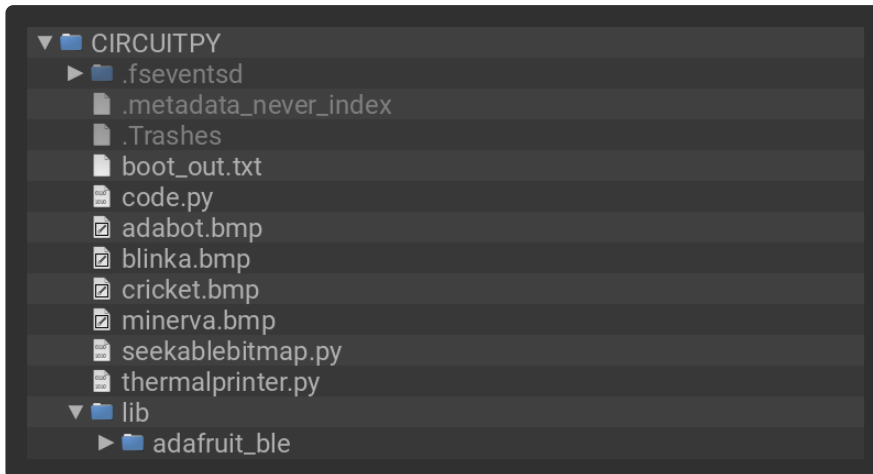 CIRCUITPY
.fseventsd
.metadata_never_index
.Trashes
boot_out.txt
code.py
adabot.bmp
blinka.bmp
cricket.bmp
minerva.bmp
seekablebitmap.py
thermalprinter.py
lib
adafruit_ble